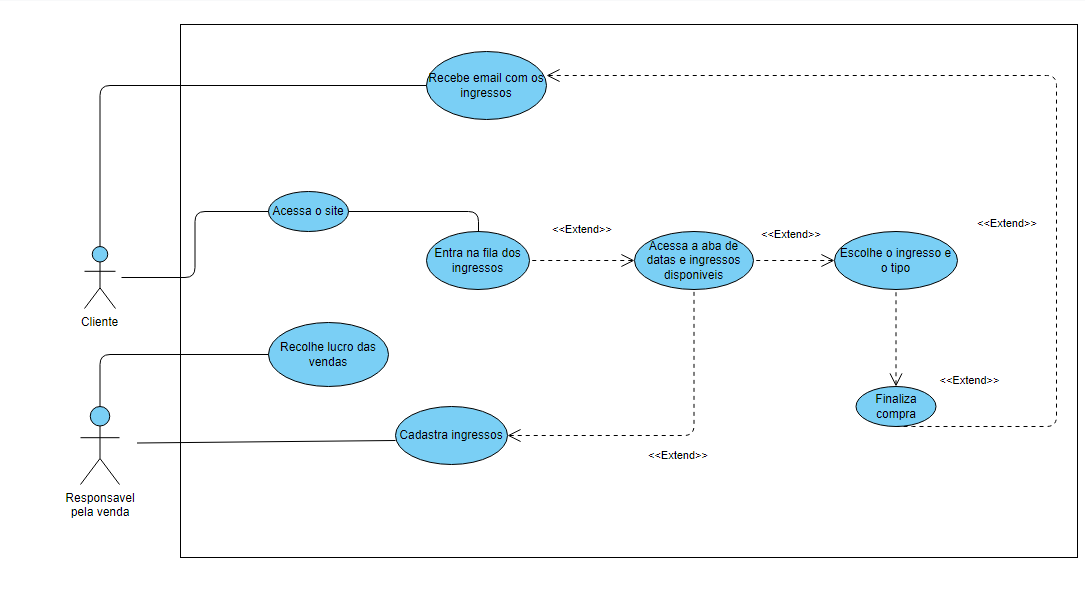 Recebe email com os
ingressos
Acessa o site
<<Extend>>
<<Extend>>
<<Extend>>
Entra na fila dos
ingressos
Acessa a aba de
datas e ingressos
disponiveis
Escolhe o ingresso e
o tipo
Cliente
Recolhe lucro das
vendas
<<Extend>>
Finaliza
compra
Cadastra ingressos
<<Extend>>
Responsavel
pela venda